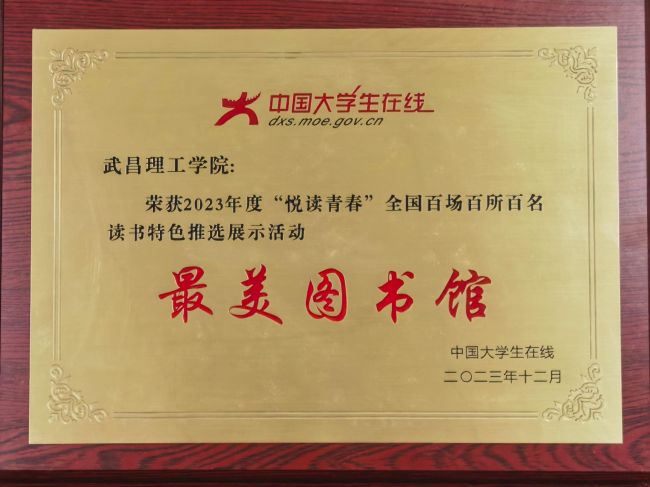 中国大学生在线
dxs.moe.gov.cn
武昌理工学院:
荣获2023年度“悦读青春”全国百场百所百名
读书特色推选展示活动
最美图书馆
中国大学生在线
二〇二三年十二月